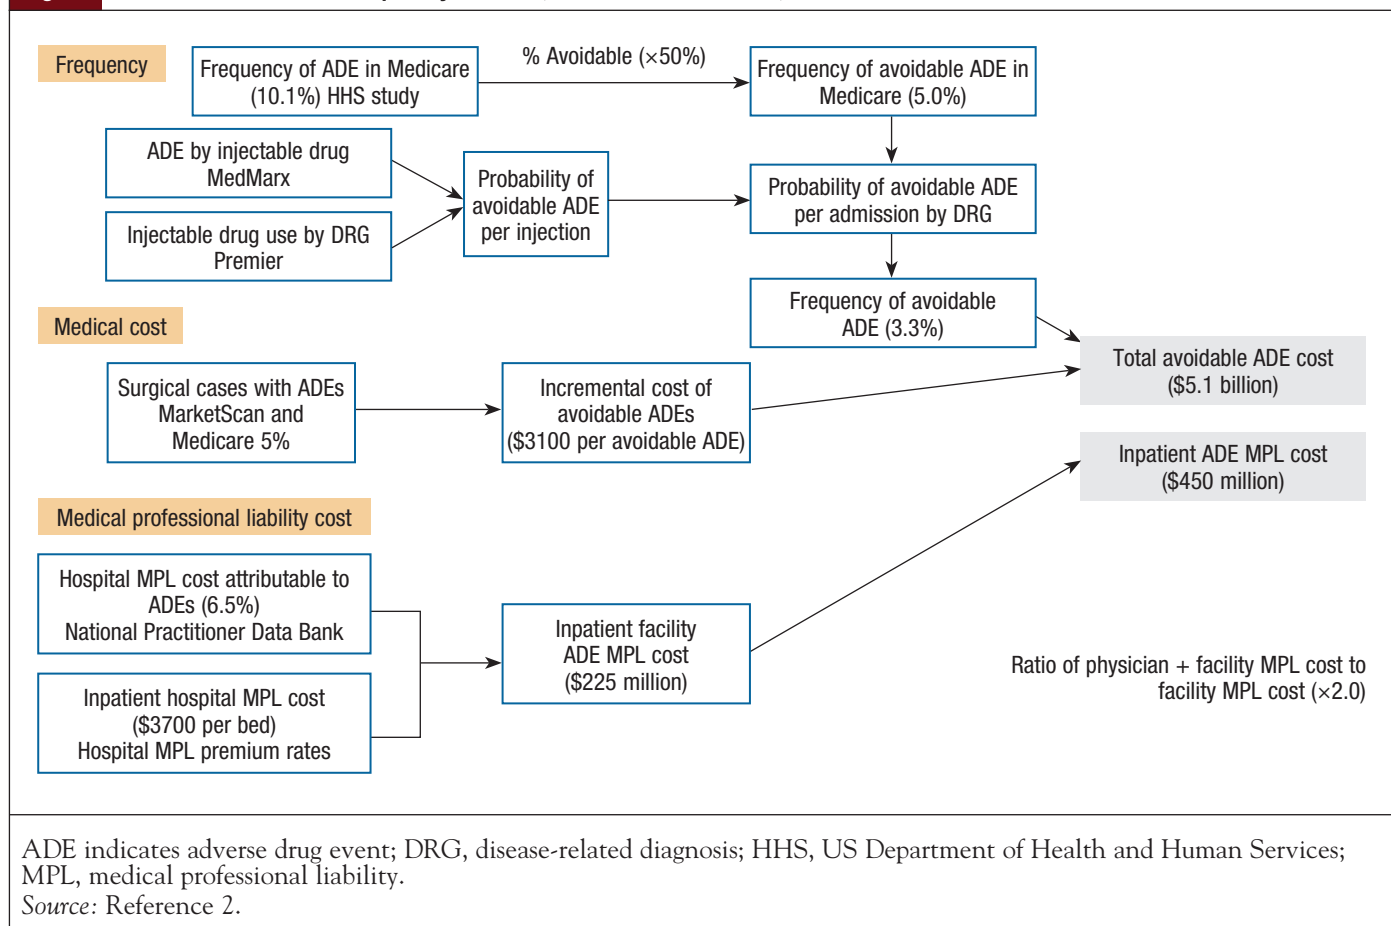 Frequency
Frequency of ADE in Medicare
(10.1%) HHS study
% Avoidable (×50%)
Frequency of avoidable ADE in
Medicare (5.0%)
ADE by injectable drug
MedMarx
Injectable drug use by DRG
Premier
Probability of
avoidable ADE
per injection
Probability of avoidable ADE
per admission by DRG
Frequency of avoidable
ADE (3.3%)
Medical cost
Surgical cases with ADEs
MarketScan and
Medicare 5%
Incremental cost of
avoidable ADEs
($3100 per avoidable ADE)
Total avoidable ADE cost
($5.1 billion)
Inpatient ADE MPL cost
($450 million)
Medical professional liability cost
Hospital MPL cost attributable to
ADEs (6.5%)
National Practitioner Data Bank
Inpatient hospital MPL cost
($3700 per bed)
Hospital MPL premium rates
Inpatient facility
ADE MPL cost
($225 million)
Ratio of physician + facility MPL cost to
facility MPL cost (×2.0)
ADE indicates adverse drug event; DRG, disease-related diagnosis; HHS, US Department of Health and Human Services;
MPL, medical professional liability.
Source: Reference 2.